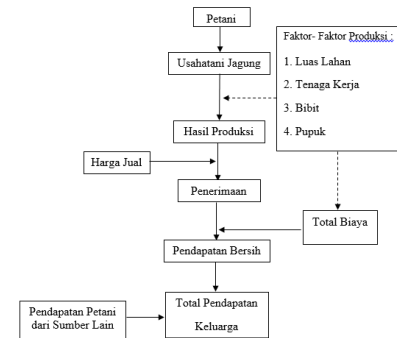 Petani
Faktor- Faktor Produksi :
1. Luas Lahan
2. Tenaga Kerja
3. Bibit
4. Pupuk
Usahatani Jagung
Hasil Produksi
Harga Jual
Penerimaan
Total Biaya
Pendapatan Bersih
Pendapatan Petani
dari Sumber Lain
Total Pendapatan
Keluarga